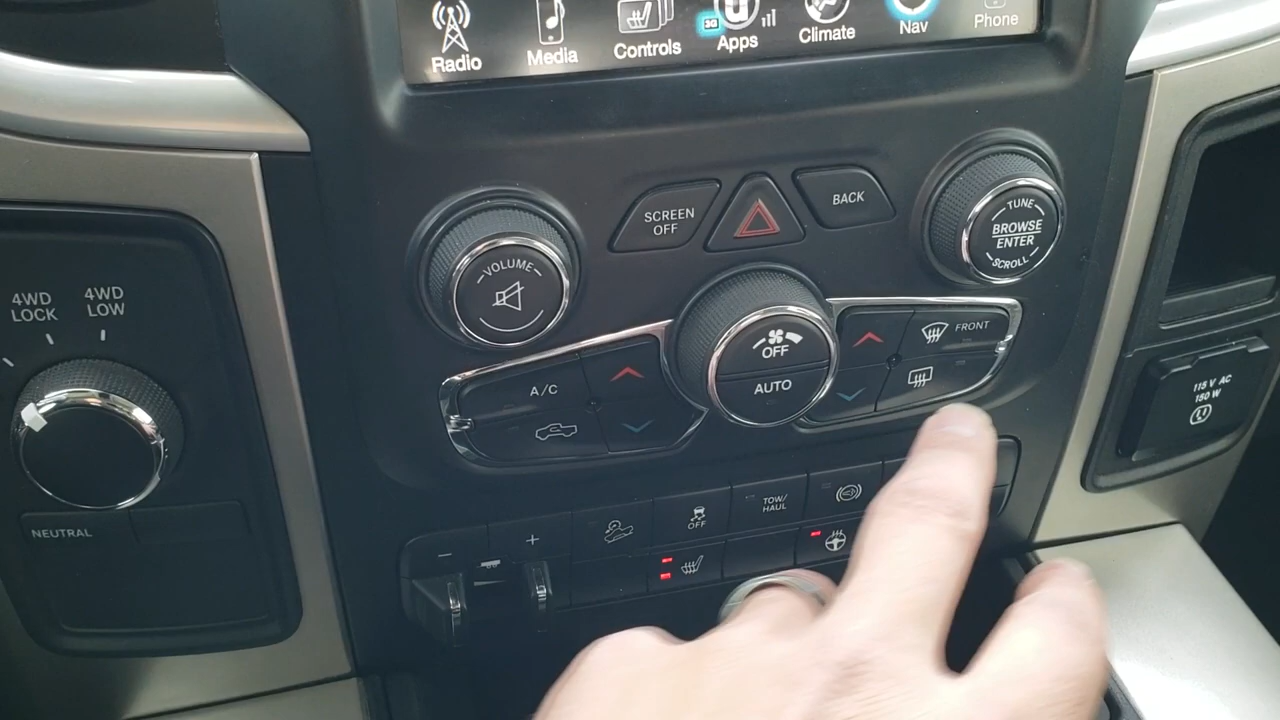 Radio
Media
Controls
3G
Apps
Climate
Nav
Phone
SCREEN
OFF
BACK
TUNE
BROWSE
ENTER
SCROLL
VOLUME
4WD
LOCK
4WD
LOW
OFF
AUTO
FRONT
A/C
115 V AC
150 W
NEUTRAL
OFF
TOW/
HAUL
- +